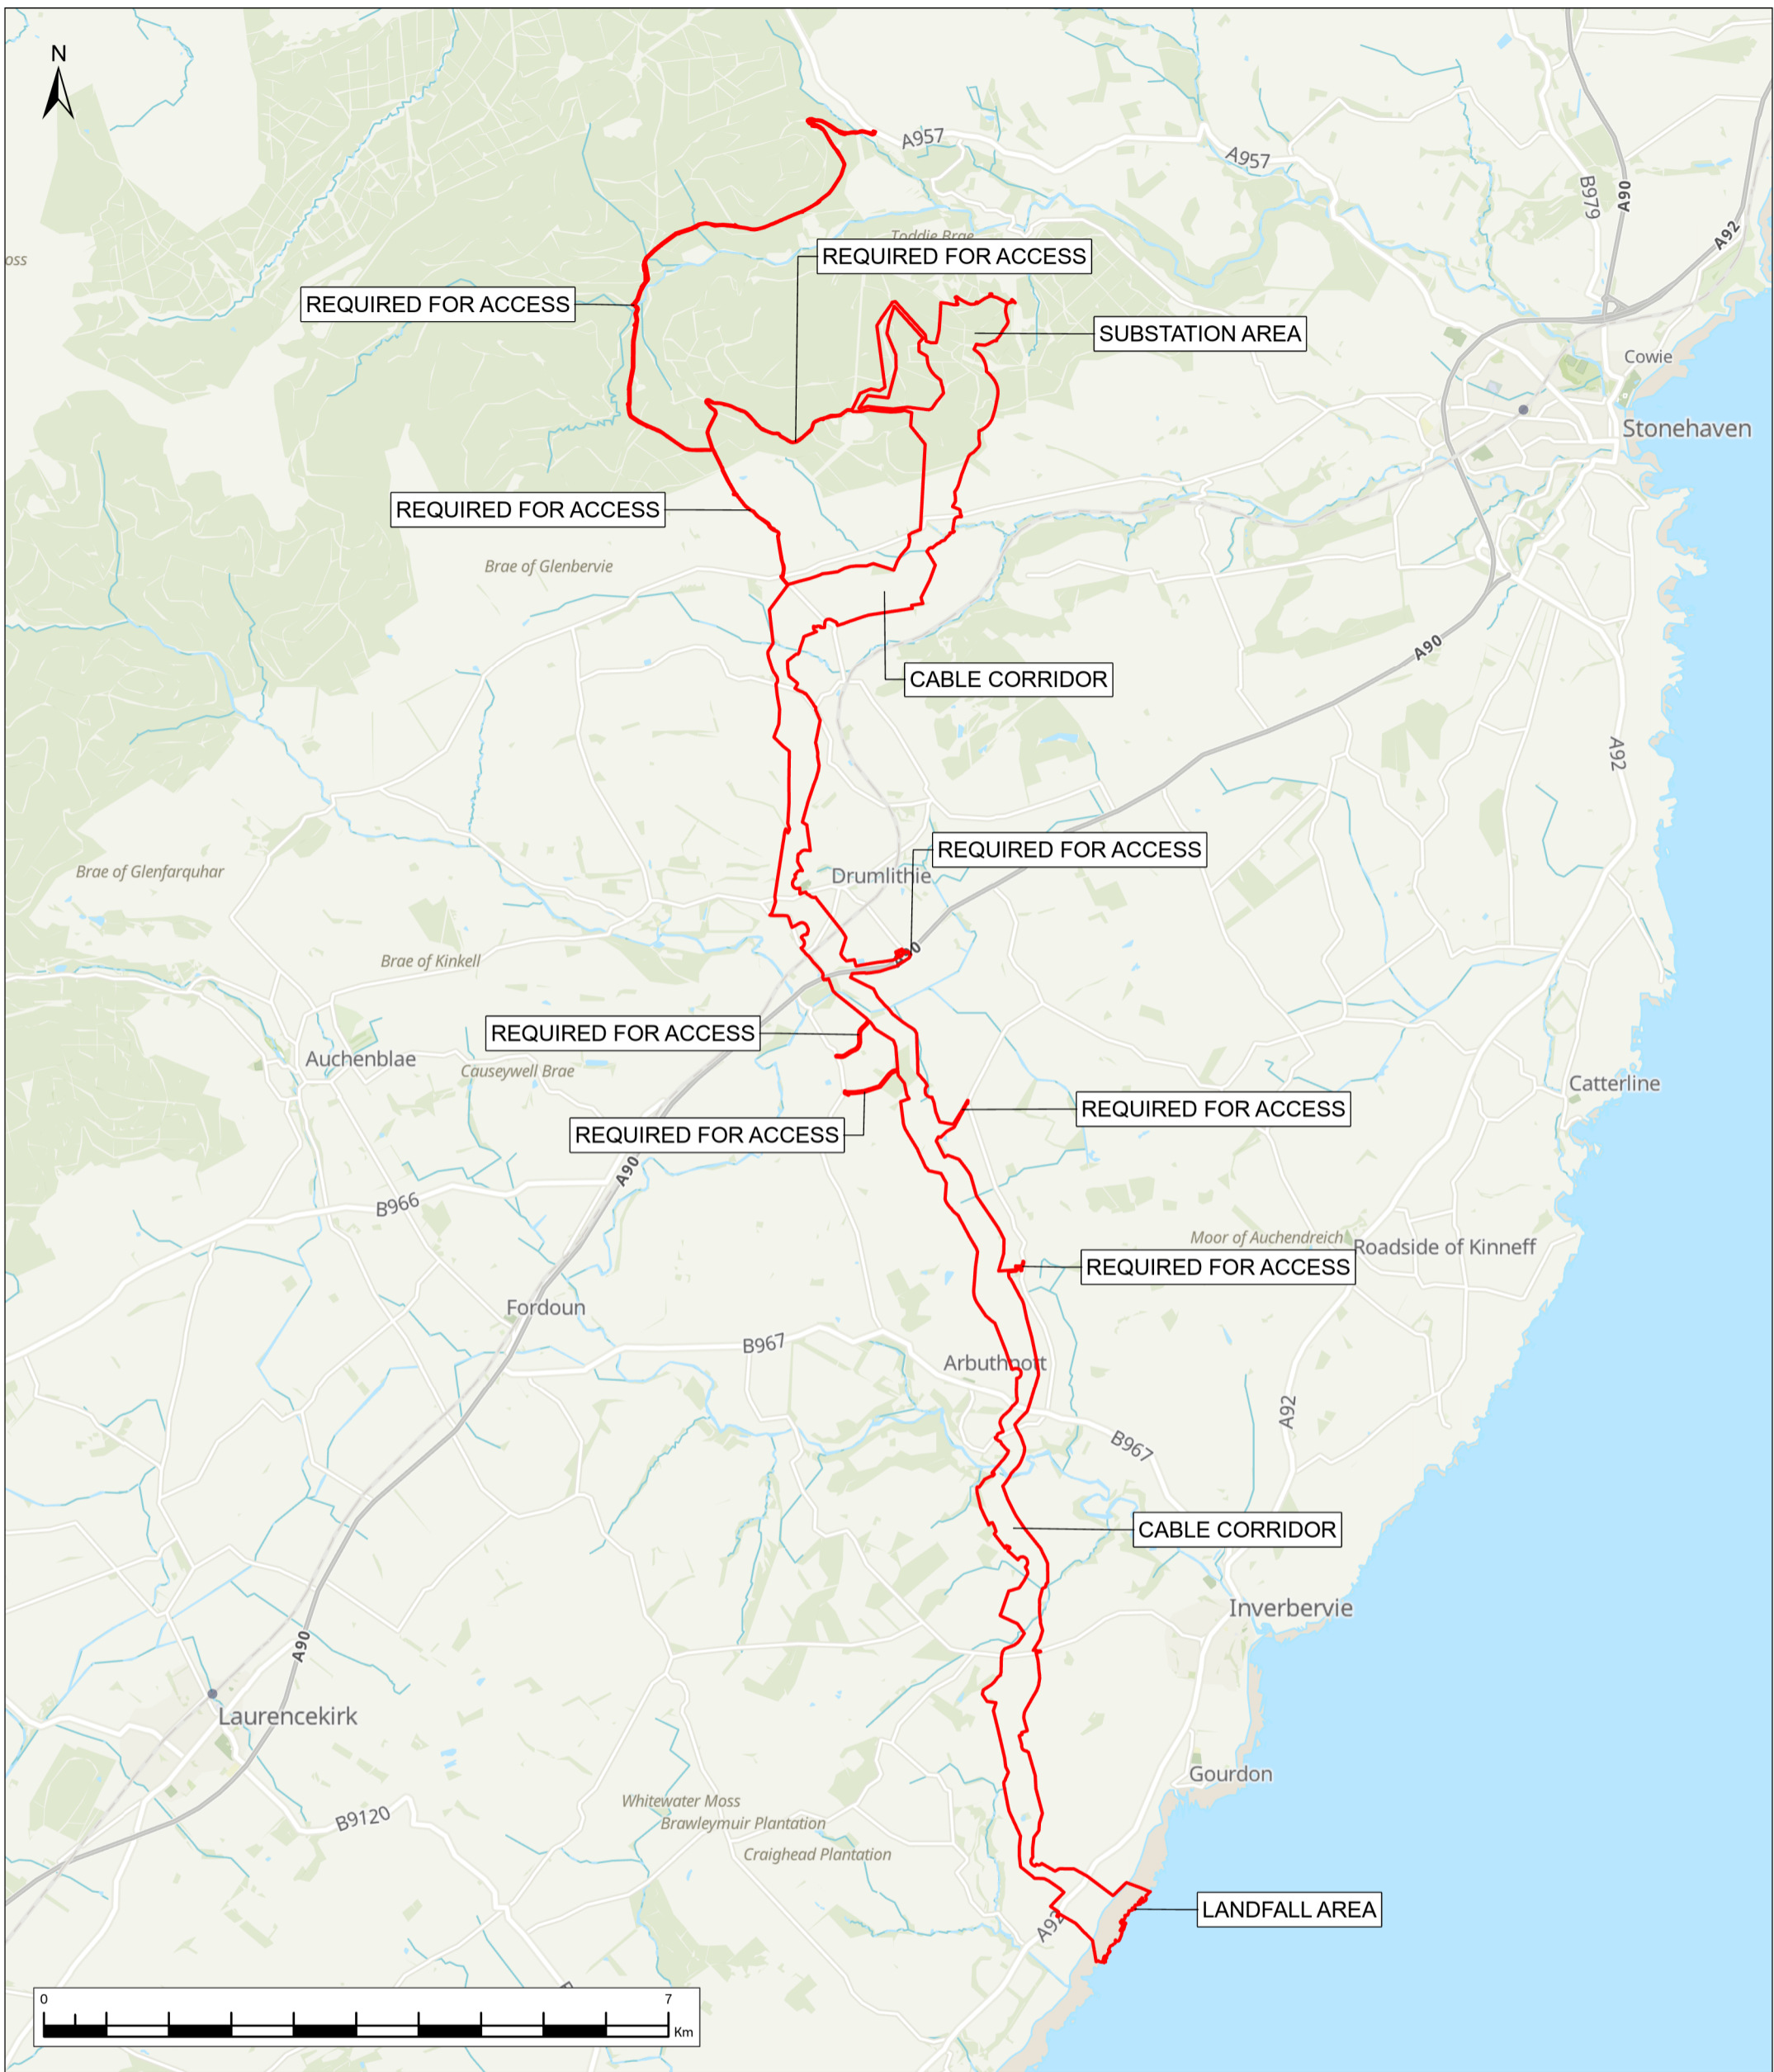 N
A957
A957
B979
A90
A92
Toddie Brae
oss
REQUIRED FOR ACCESS
REQUIRED FOR ACCESS
SUBSTATION AREA
Cowie
Stonehaven
REQUIRED FOR ACCESS
Brae of Glenbervie
A90
CABLE CORRIDOR
A92
REQUIRED FOR ACCESS
Brae of Glenfarquhar
Drumlithie
Brae of Kinkell
REQUIRED FOR ACCESS
Auchenblae
Causeywell Brae
Catterline
REQUIRED FOR ACCESS
REQUIRED FOR ACCESS
A90
B966
Moor of Auchendreich
Roadside of Kinneff
REQUIRED FOR ACCESS
Fordoun
B967
Arbuthnott
A92
B967
CABLE CORRIDOR
Inverbervie
A90
Laurencekirk
Gourdon
Whitewater Moss
B9120
Brawleymuir Plantation
Craighead Plantation
LANDFALL AREA
A92
0 7
Km